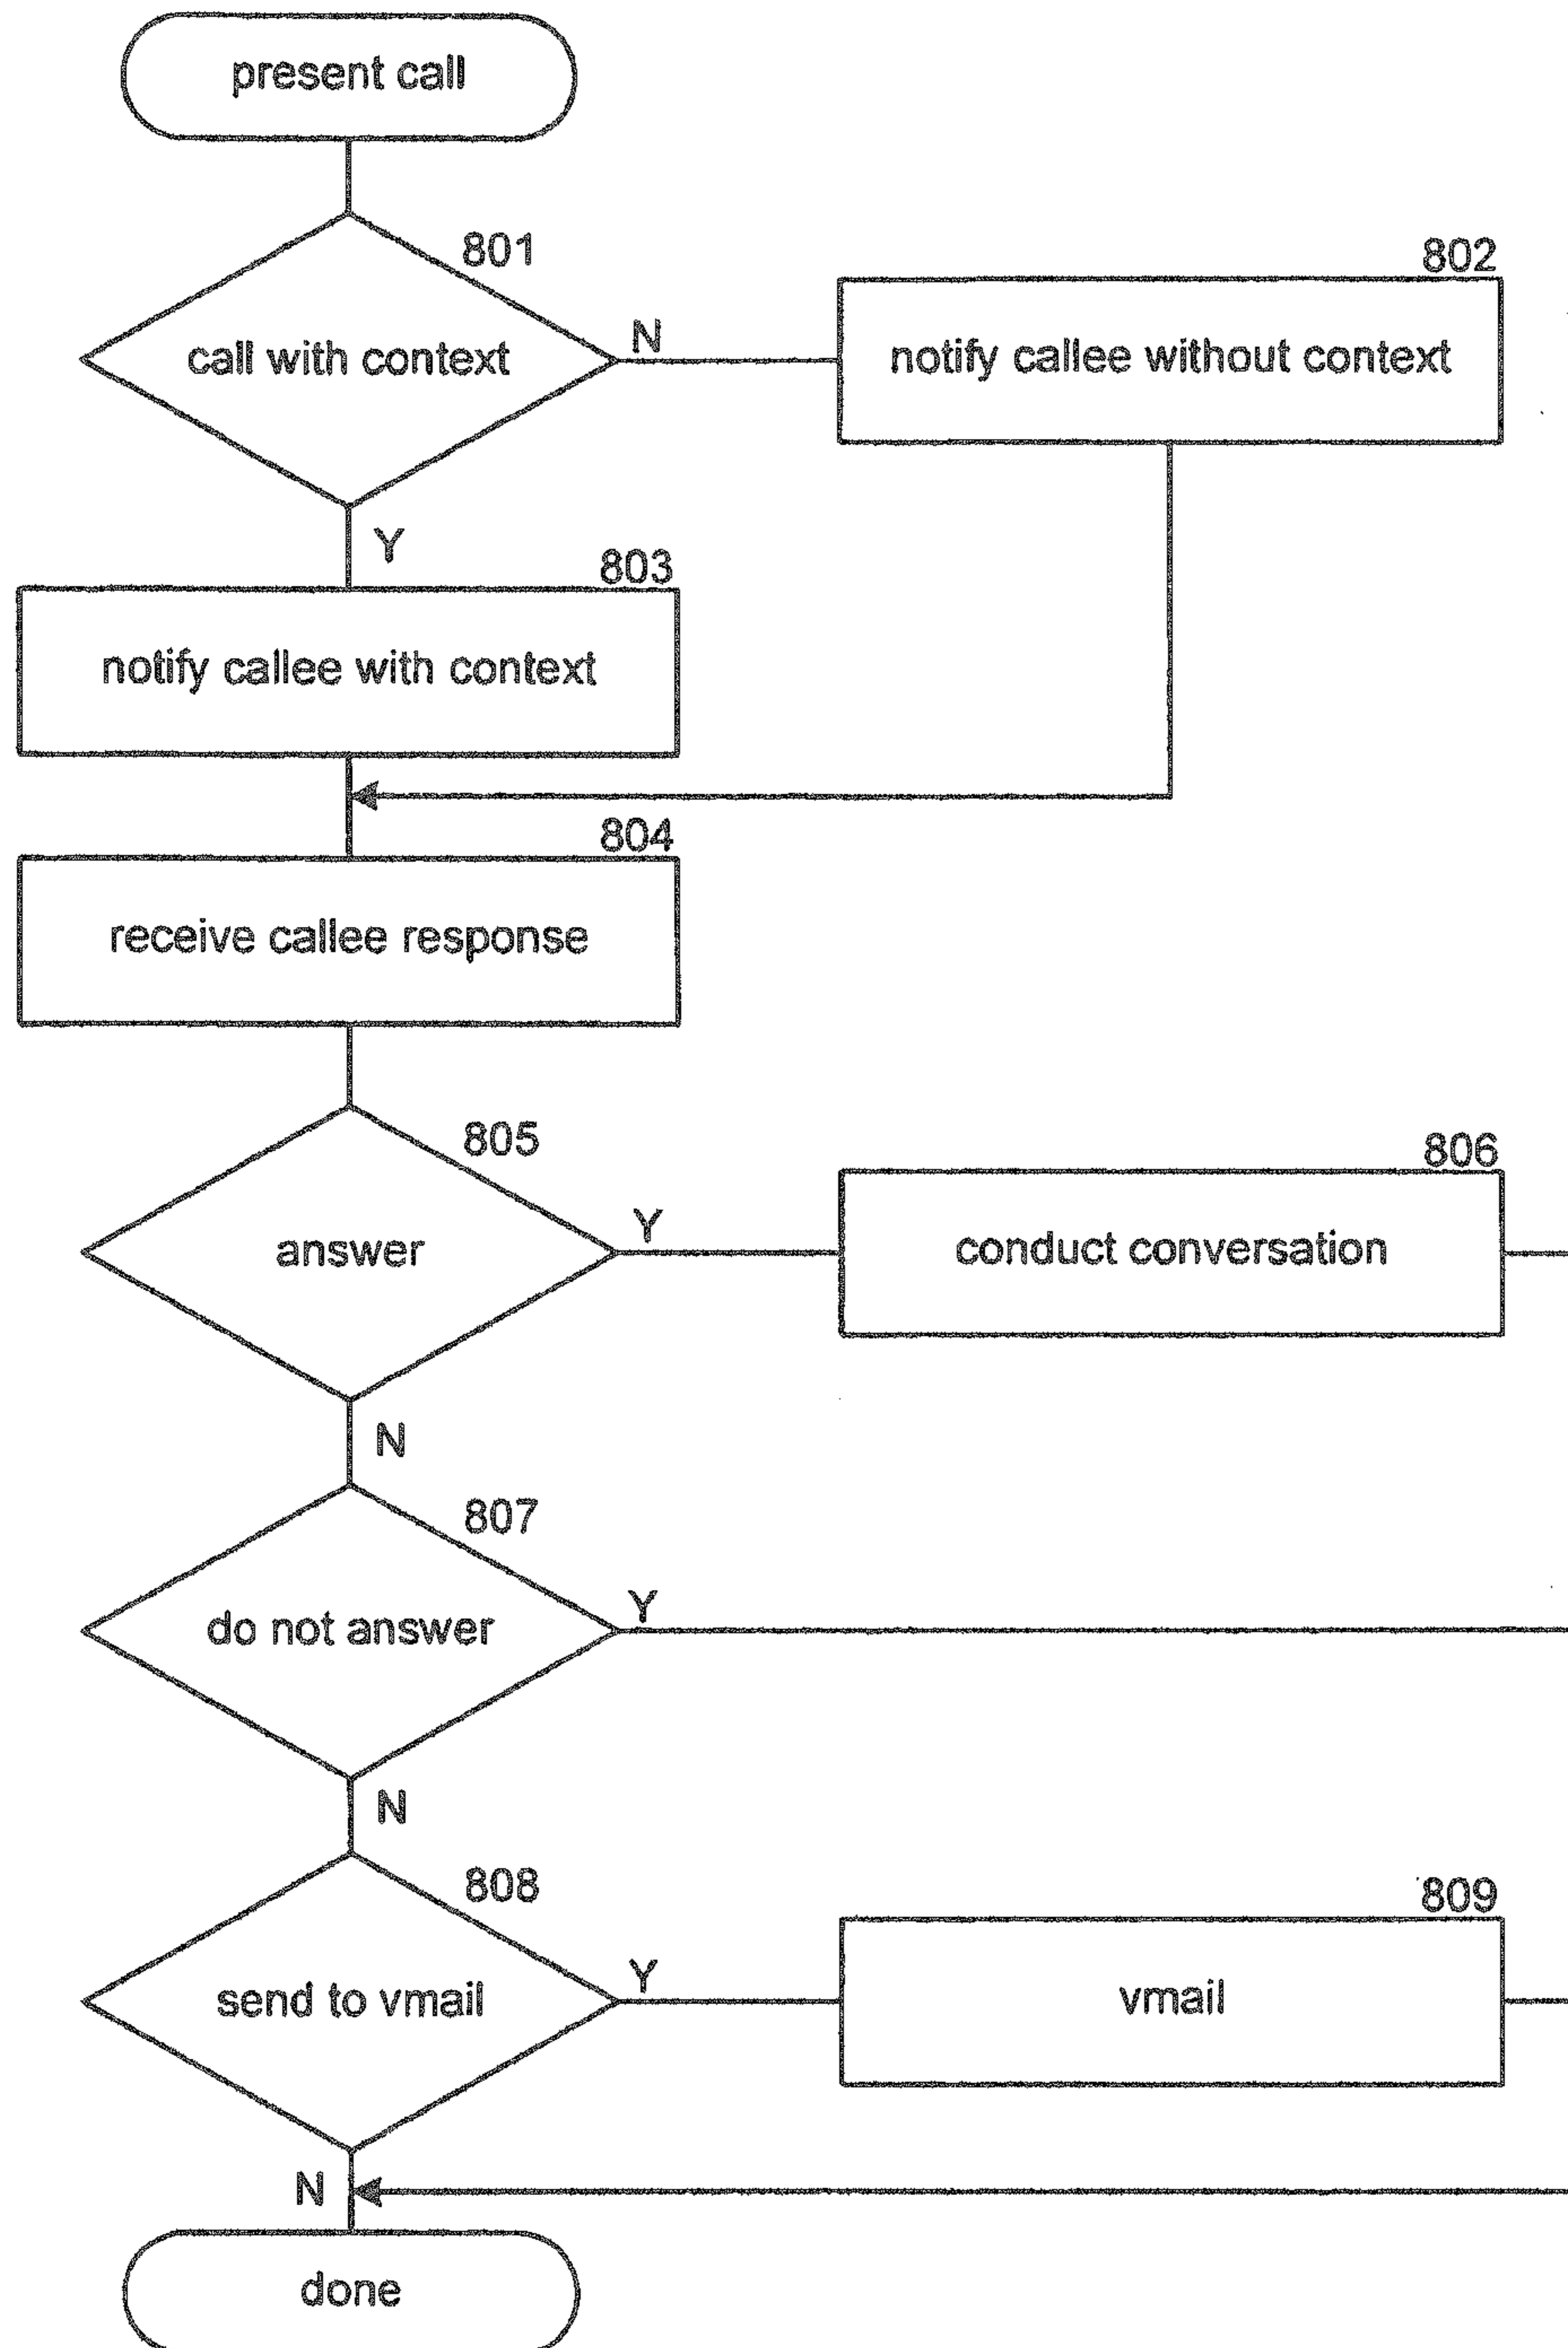 present call
801
call with context
N
802
notify callee without context
Y
803
notify callee with context
804
receive callee response
805
answer
Y
806
conduct conversation
N
807
do not answer
Y
N
808
send to vmail
Y
809
vmail
N
done